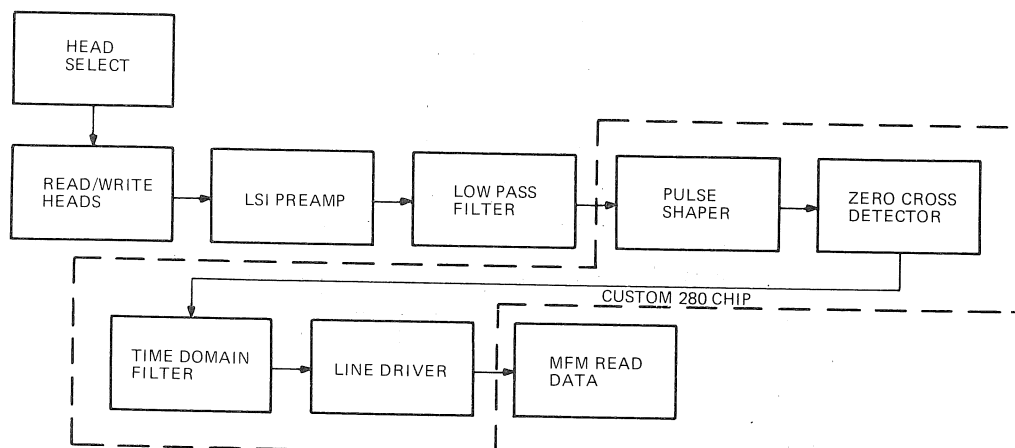 HEAD
SELECT
READ/WRITE
HEADS
LSI PREAMP
LOW PASS
FILTER
PULSE
SHAPER
ZERO CROSS
DETECTOR
CUSTOM 280 CHIP
TIME DOMAIN
FILTER
LINE DRIVER
MFM READ
DATA